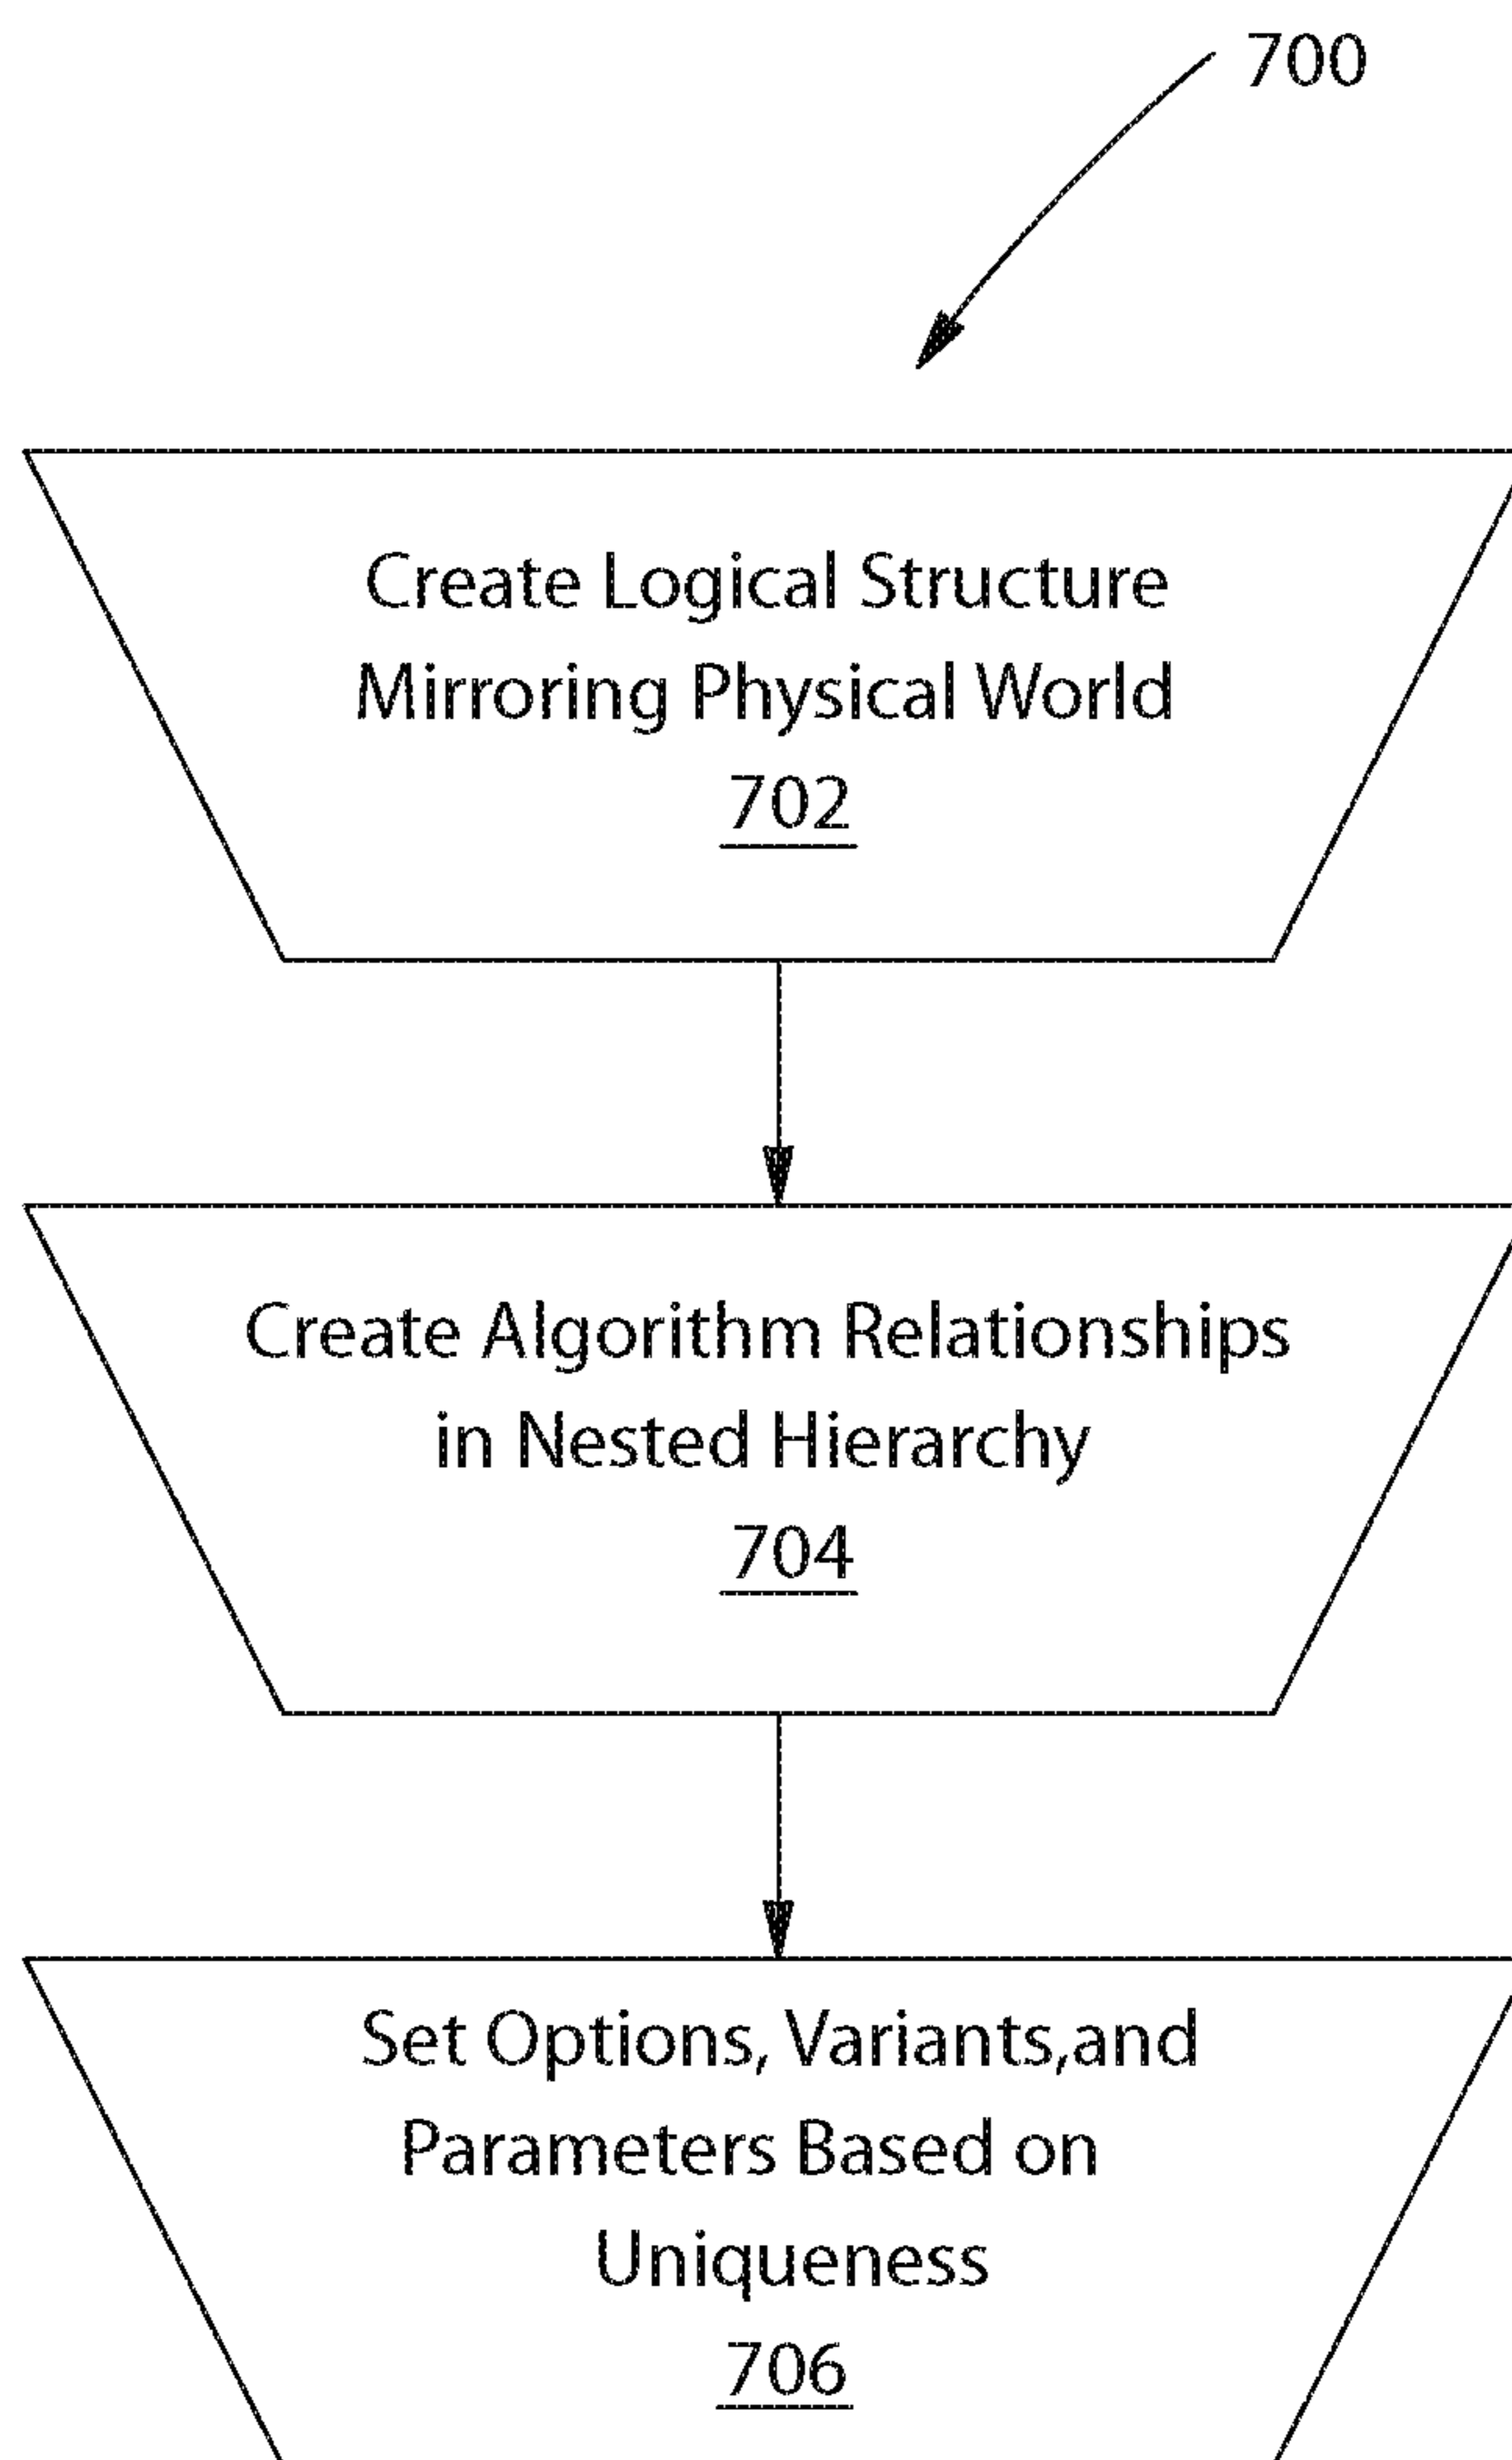 700
Create Logical Structure
Mirroring Physical World
702
Create Algorithm Relationships
in Nested Hierarchy
704
Set Options, Variants,and
Parameters Based on
Uniqueness
706